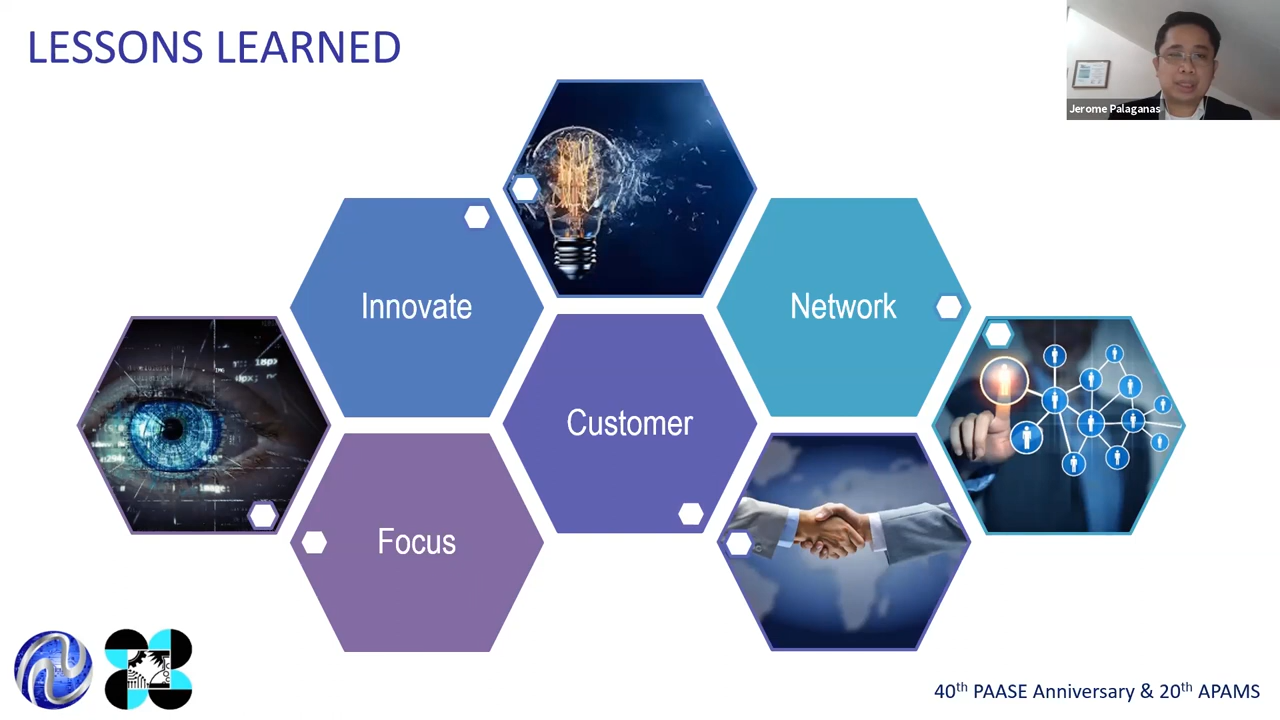 LESSONS LEARNED
Jerome Palaganas
Innovate
Network
Customer
Focus
40th PAASE Anniversary & 20th APAMS